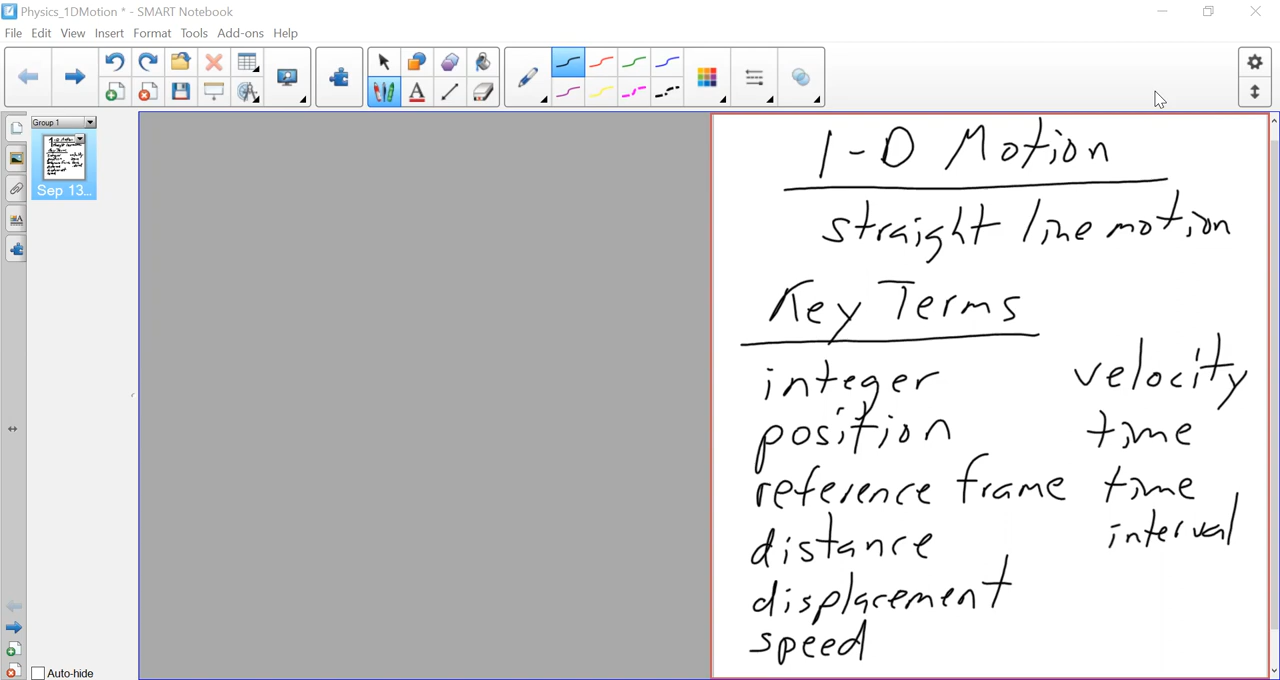 Physics_1DMotion * - SMART Notebook
File Edit View Insert Format Tools Add-ons Help
Group 1
Sep 13...
Auto-hide
1-D Motion
straight line motion
Key Terms
integer
position
reference frame
distance
displacement
speed
velocity
time
time
interval